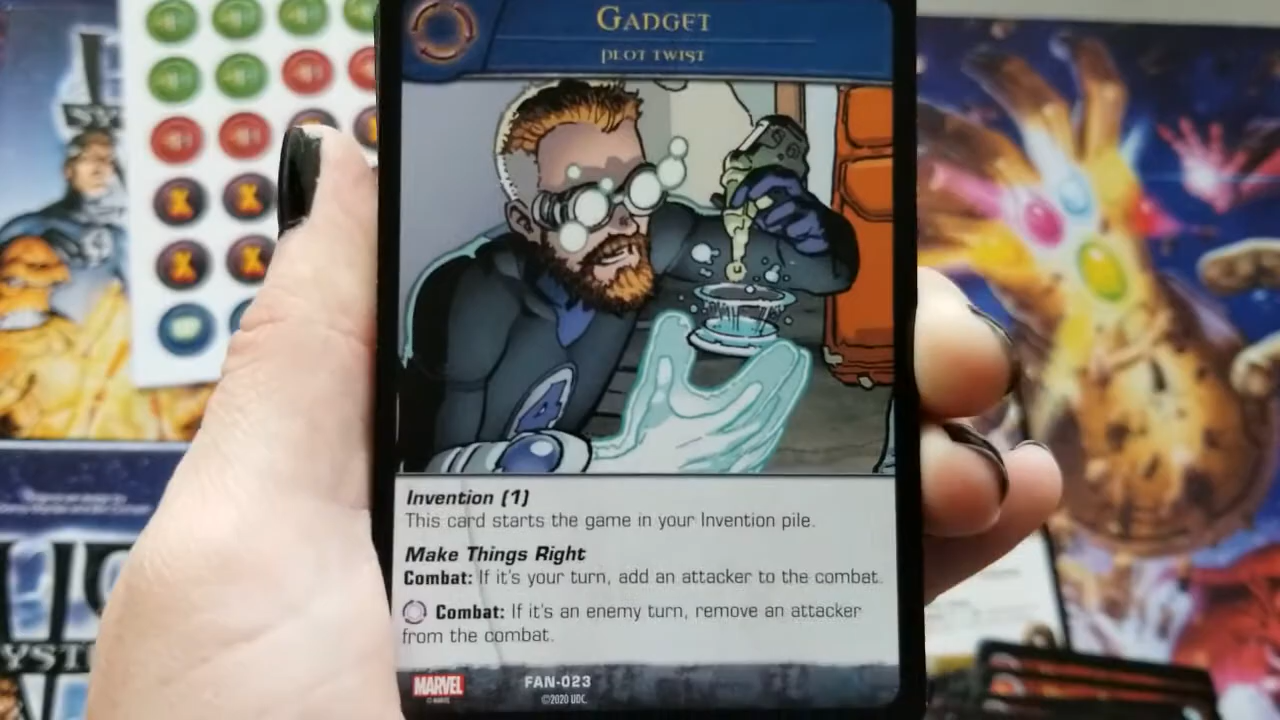 GADGET
PLOT TWIST
4
Invention (1)
This card starts the game in your Invention pile.
Make Things Right
Combat: If it's your turn, add an attacker to the combat.
Combat: If it's an enemy turn, remove an attacker
from the combat.
MARVEL
FAN-023
©2020 UDC